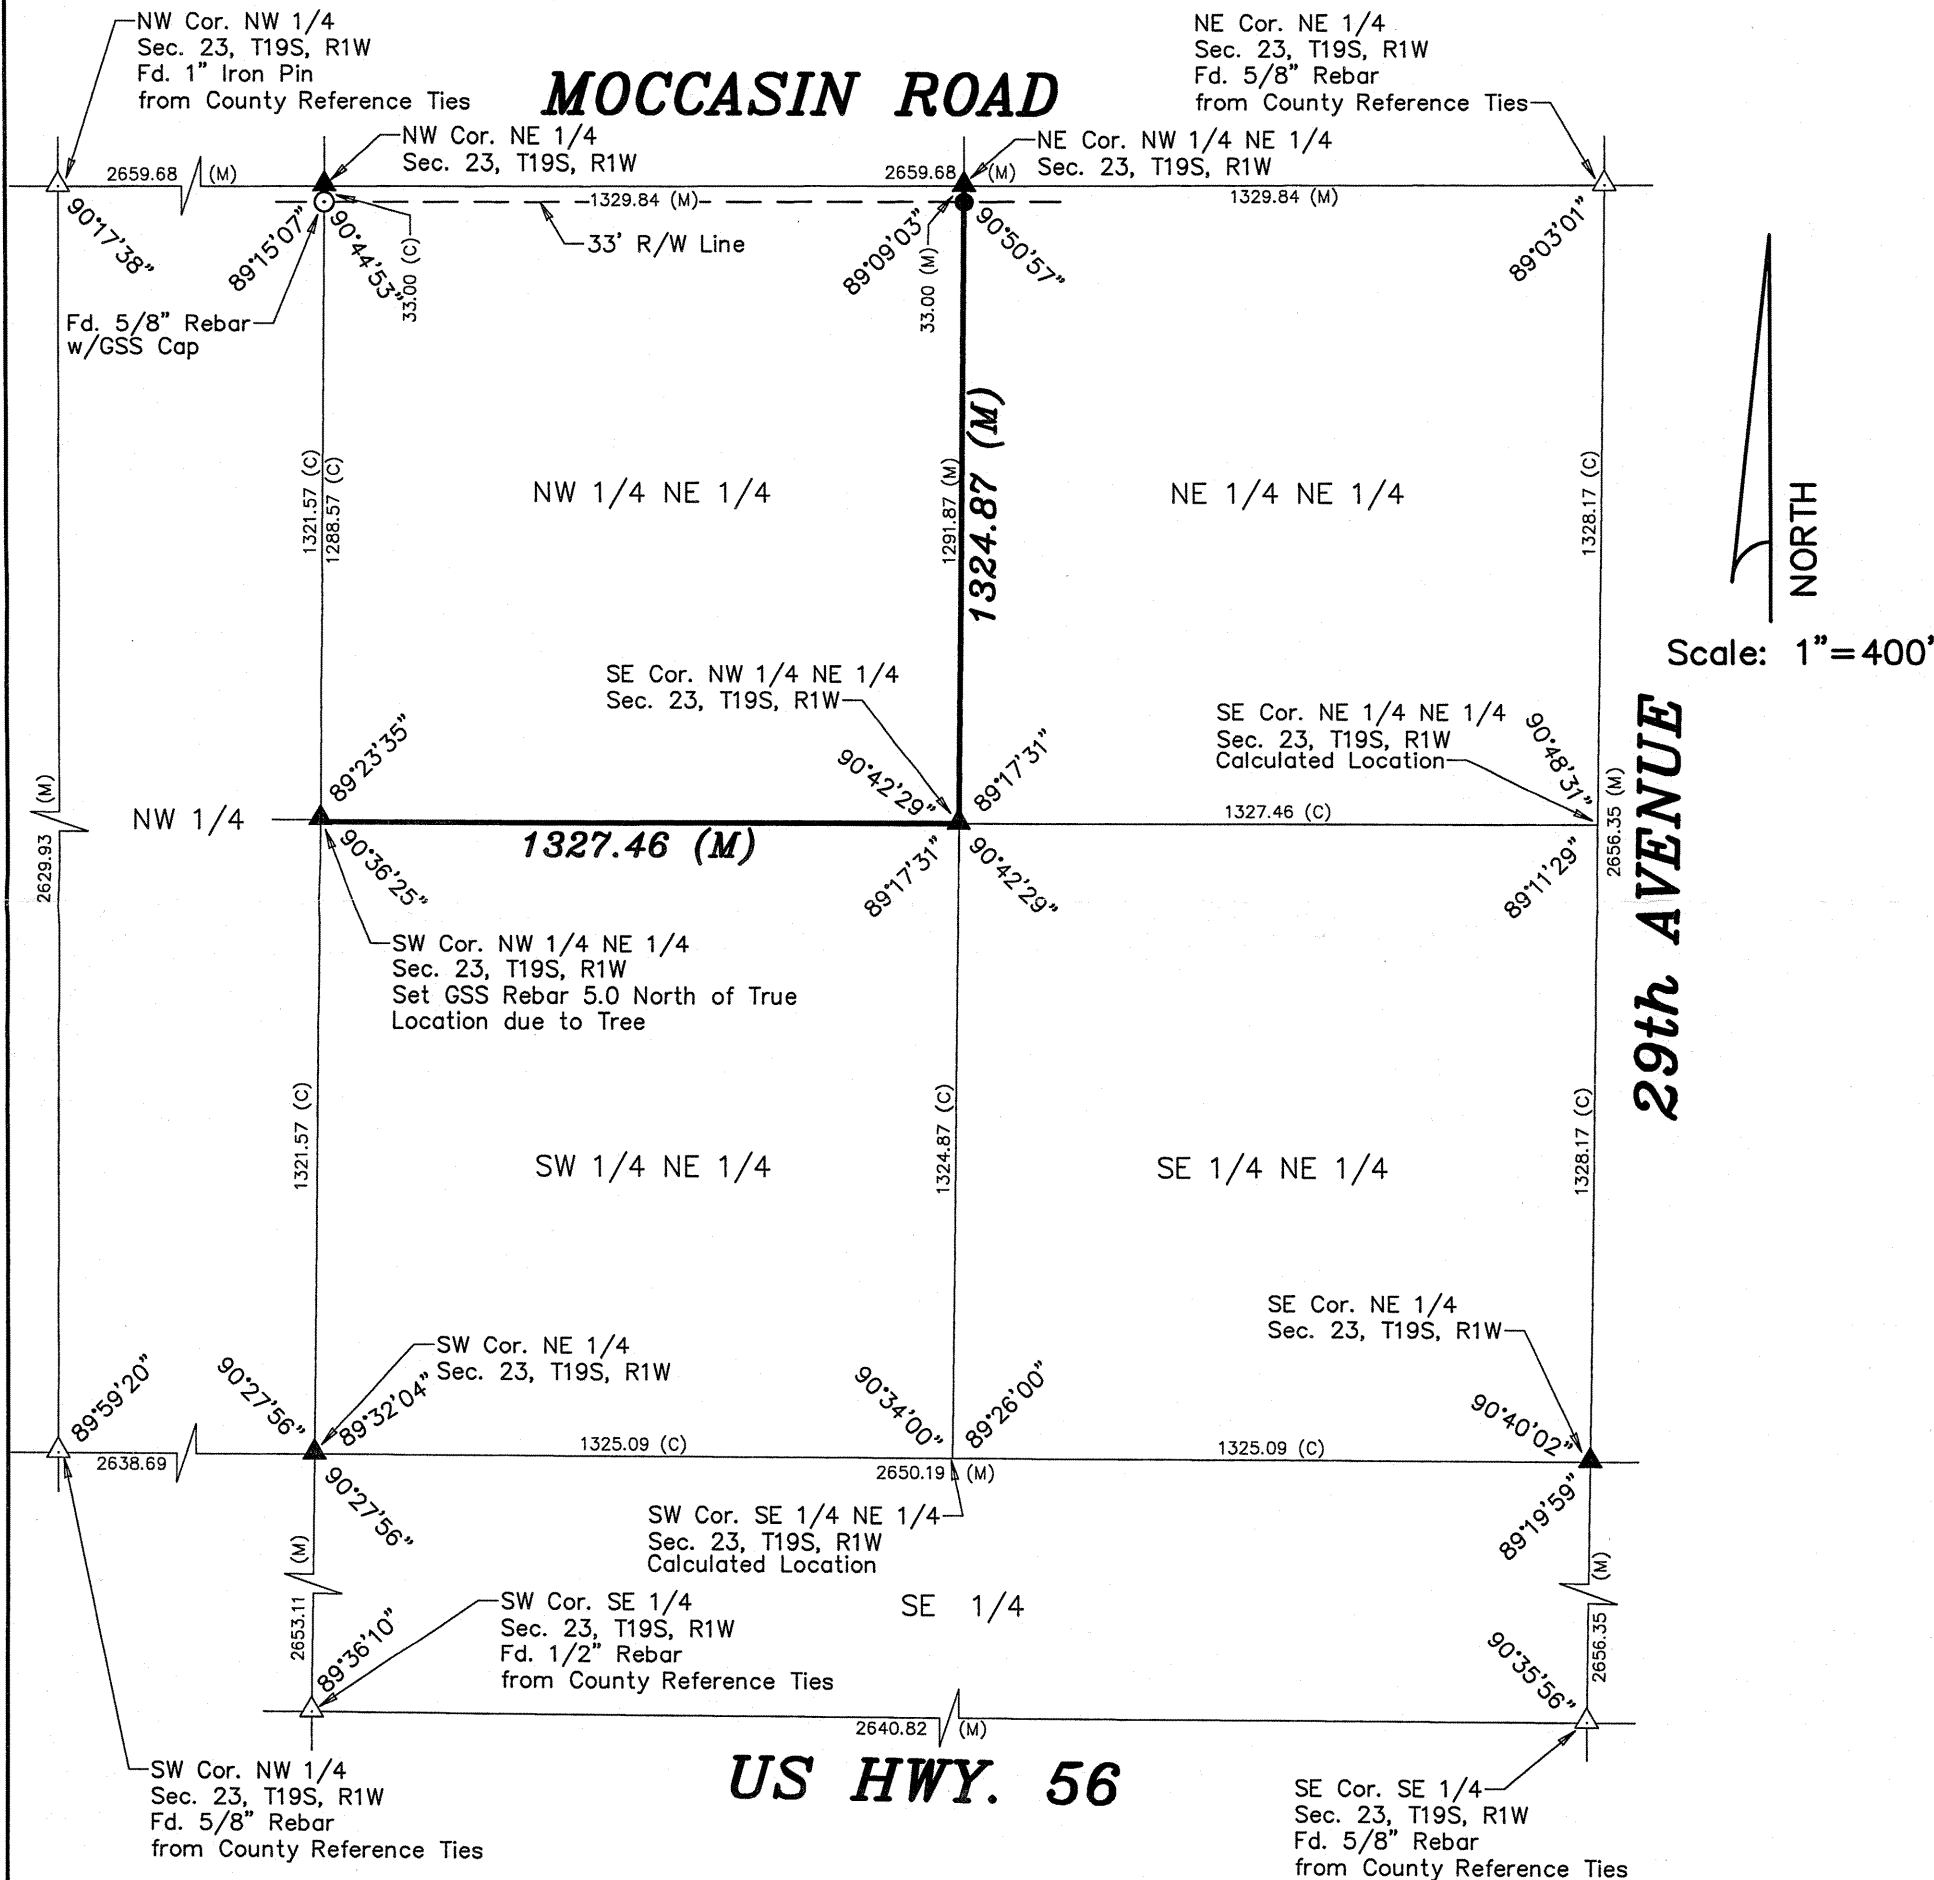 NW Cor. NW 1/4
Sec. 23, T19S, R1W
Fd. 1" Iron Pin
from County Reference Ties
MOCCASIN ROAD
NE Cor. NE 1/4
Sec. 23, T19S, R1W
Fd. 5/8" Rebar
from County Reference Ties
NW Cor. NE 1/4
Sec. 23, T19S, R1W
NE Cor. NW 1/4 NE 1/4
Sec. 23, T19S, R1W
2659.68 (M)
2659.68 (M)
1329.84 (M)
1329.84 (M)
33' R/W Line
90°17'38"
89°15'07"
90°44'53"
33.00 (C)
89°09'03"
33.00 (M)
90°50'57"
89°03'01"
Fd. 5/8" Rebar
w/GSS Cap
1321.57 (C)
1288.57 (C)
NW 1/4 NE 1/4
1291.87 (M)
1324.87 (M)
NE 1/4 NE 1/4
1328.17 (C)
NORTH
Scale: 1"=400'
SE Cor. NW 1/4 NE 1/4
Sec. 23, T19S, R1W
SE Cor. NE 1/4 NE 1/4
Sec. 23, T19S, R1W
Calculated Location
89°23'35"
90°42'29"
89°17'31"
90°48'31"
2629.93 (M)
NW 1/4
1327.46 (M)
1327.46 (C)
2656.35 (M)
29th AVENUE
90°36'25"
89°17'31"
90°42'29"
89°11'29"
SW Cor. NW 1/4 NE 1/4
Sec. 23, T19S, R1W
Set GSS Rebar 5.0 North of True
Location due to Tree
1321.57 (C)
SW 1/4 NE 1/4
1324.87 (C)
SE 1/4 NE 1/4
1328.17 (C)
SE Cor. NE 1/4
Sec. 23, T19S, R1W
SW Cor. NE 1/4
Sec. 23, T19S, R1W
89°59'20"
90°27'56"
89°32'04"
90°34'00"
89°26'00"
90°40'02"
2638.69
1325.09 (C)
1325.09 (C)
2650.19 (M)
90°27'56"
89°19'59"
SW Cor. SE 1/4 NE 1/4
Sec. 23, T19S, R1W
Calculated Location
2653.11 (M)
SE 1/4
2656.35 (M)
SW Cor. SE 1/4
Sec. 23, T19S, R1W
Fd. 1/2" Rebar
from County Reference Ties
89°36'10"
90°35'56"
2640.82 (M)
US HWY. 56
SW Cor. NW 1/4
Sec. 23, T19S, R1W
Fd. 5/8" Rebar
from County Reference Ties
SE Cor. SE 1/4
Sec. 23, T19S, R1W
Fd. 5/8" Rebar
from County Reference Ties